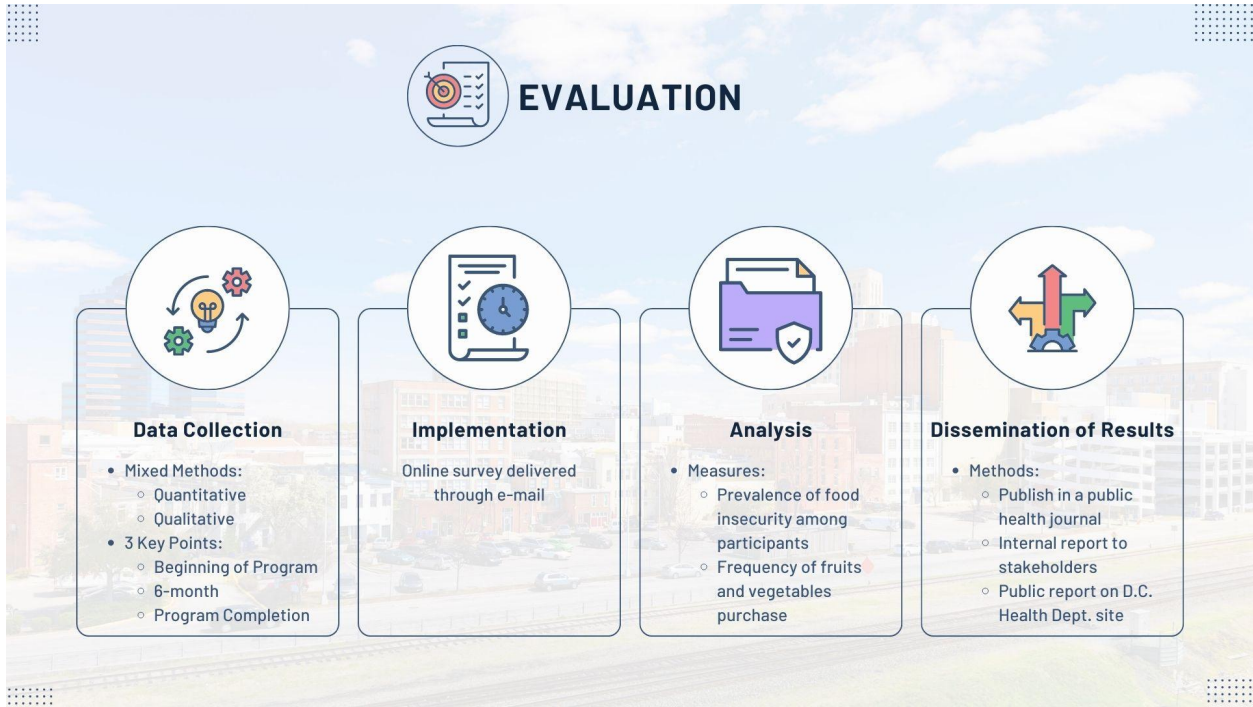 EVALUATION
Data Collection
• Mixed Methods:
○ Quantitative
○ Qualitative
• 3 Key Points:
○ Beginning of Program
○ 6-month
○ Program Completion
Implementation
Online survey delivered
through e-mail
Analysis
• Measures:
○ Prevalence of food
insecurity among
participants
○ Frequency of fruits
and vegetables
purchase
Dissemination of Results
• Methods:
○ Publish in a public
health journal
○ Internal report to
stakeholders
○ Public report on D.C.
Health Dept. site